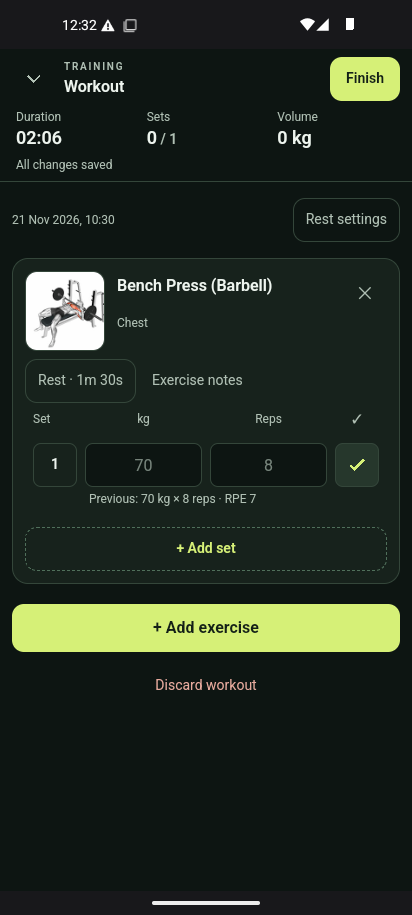 12:32
TRAINING
Workout
Finish
Duration Sets Volume
02:06 0 / 1 0 kg
All changes saved
21 Nov 2026, 10:30
Rest settings
Bench Press (Barbell)
Chest
Rest · 1m 30s Exercise notes
Set kg Reps ✓
1 70 8
Previous: 70 kg × 8 reps · RPE 7
+ Add set
+ Add exercise
Discard workout